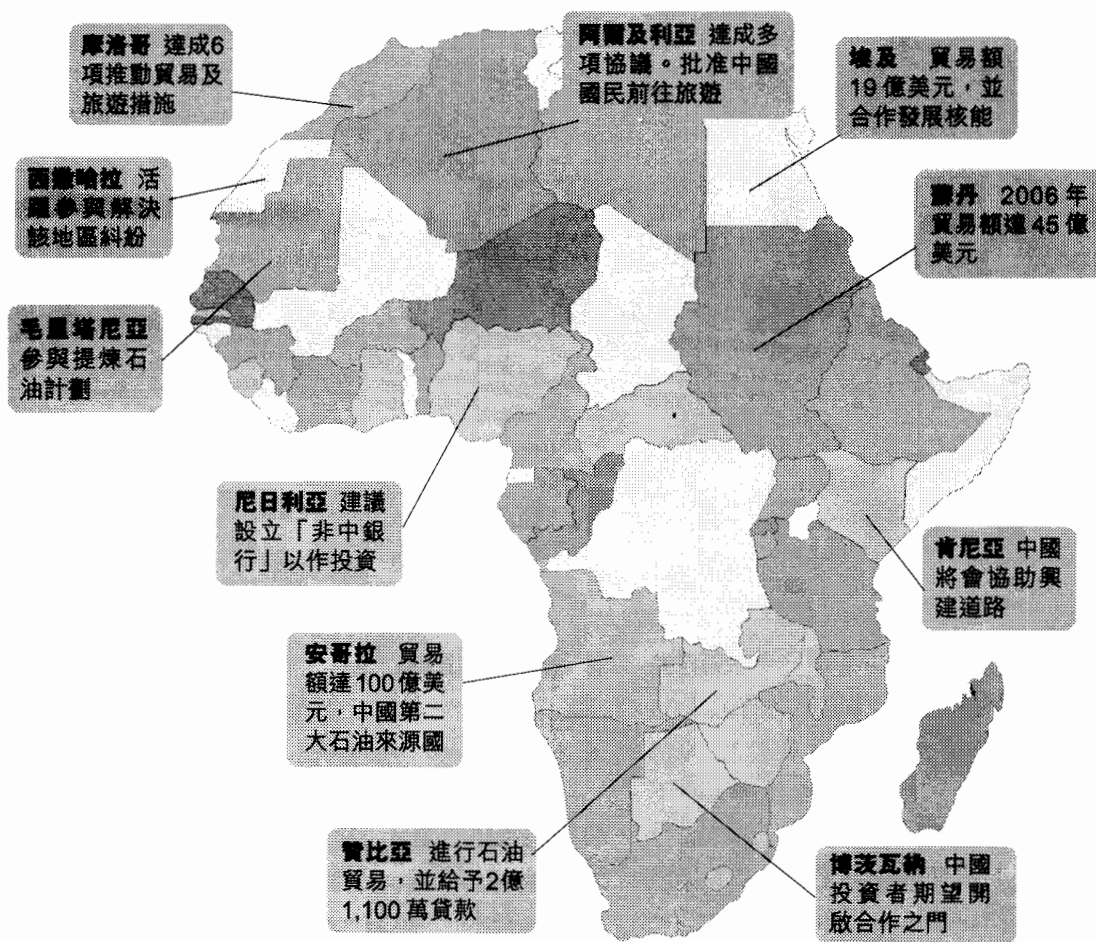 摩洛哥 達成6
項推動貿易及
旅遊措施
阿爾及利亞 達成多
項協議。批准中國
國民前往旅遊
埃及 貿易額
19億美元，並
合作發展核能
西撒哈拉 活
躍參與解決
該地區糾紛
蘇丹 2006年
貿易額達45億
美元
毛里塔尼亞
參與提煉石
油計劃
尼日利亞 建議
設立「非中銀
行」以作投資
肯尼亞 中國
將會協助興
建道路
安哥拉 貿易
額達100億美
元，中國第二
大石油來源國
贊比亞 進行石油
貿易，並給予2億
1,100萬貸款
博茨瓦納 中國
投資者期望開
啟合作之門